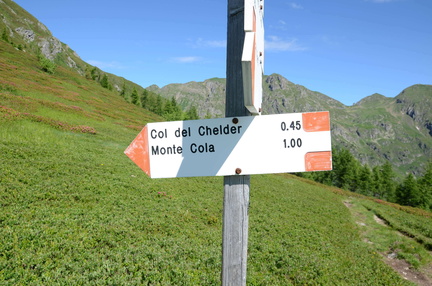 Col del Chelder 0.45
Monte Cola 1.00